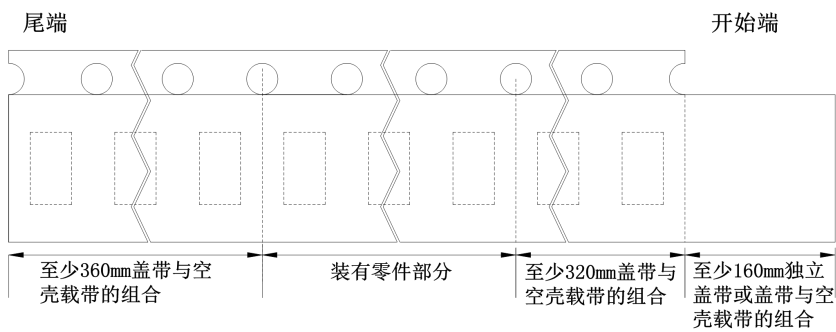 尾端
开始端
至少360mm盖带与空
壳载带的组合
装有零件部分
至少320mm盖带与
空壳载带的组合
至少160mm独立
盖带或盖带与空
壳载带的组合